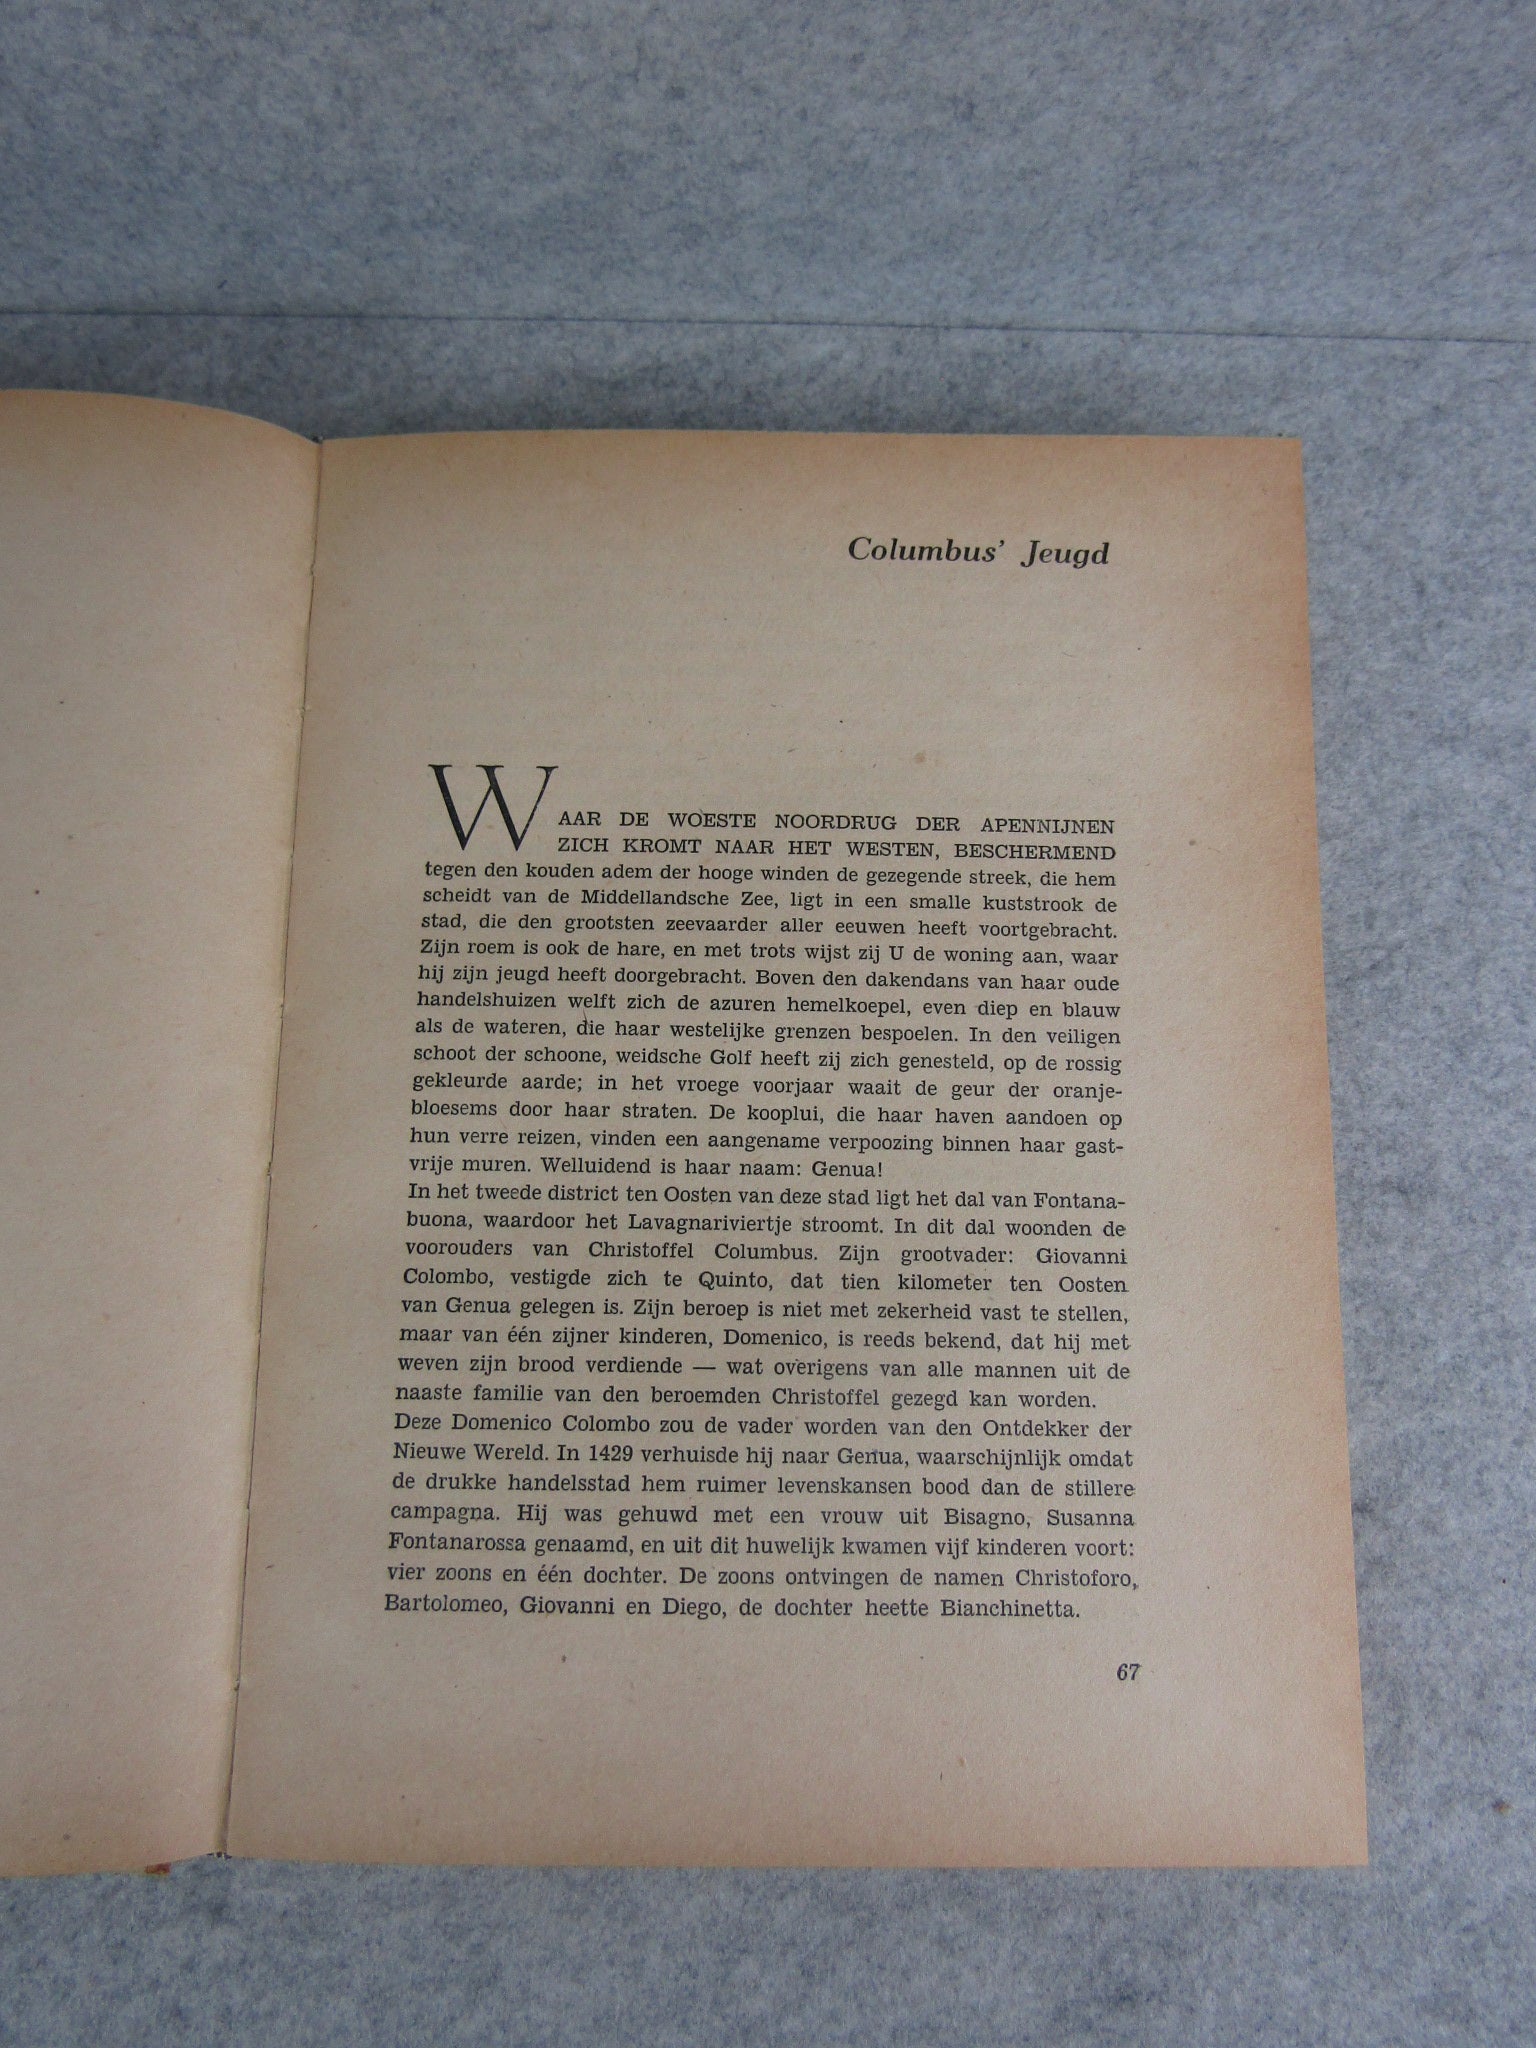 Columbus' Jeugd
WAAR DE WOESTE NOORDRUG DER APENNIJNEN
ZICH KROMT NAAR HET WESTEN, BESCHERMEND
tegen den kouden adem der hooge winden de gezegende streek, die hem
scheidt van de Middellandsche Zee, ligt in een smalle kuststrook de
stad, die den grootsten zeevaarder aller eeuwen heeft voortgebracht.
Zijn roem is ook de hare, en met trots wijst zij U de woning aan, waar
hij zijn jeugd heeft doorgebracht. Boven den dakendans van haar oude
handelshuizen welft zich de azuren hemelkoepel, even diep en blauw
als de wateren, die haar westelijke grenzen bespoelen. In den veiligen
schoot der schoone, weidsche Golf heeft zij zich genesteld, op de rossig
gekleurde aarde; in het vroege voorjaar waait de geur der oranje-
bloesems door haar straten. De kooplui, die haar haven aandoen op
hun verre reizen, vinden een aangename verpoozing binnen haar gast-
vrije muren. Welluidend is haar naam: Genua!
In het tweede district ten Oosten van deze stad ligt het dal van Fontana-
buona, waardoor het Lavagnariviertje stroomt. In dit dal woonden de
voorouders van Christoffel Columbus. Zijn grootvader: Giovanni
Colombo, vestigde zich te Quinto, dat tien kilometer ten Oosten
van Genua gelegen is. Zijn beroep is niet met zekerheid vast te stellen,
maar van één zijner kinderen, Domenico, is reeds bekend, dat hij met
weven zijn brood verdiende — wat overigens van alle mannen uit de
naaste familie van den beroemden Christoffel gezegd kan worden.
Deze Domenico Colombo zou de vader worden van den Ontdekker der
Nieuwe Wereld. In 1429 verhuisde hij naar Genua, waarschijnlijk omdat
de drukke handelsstad hem ruimer levenskansen bood dan de stillere
campagna. Hij was gehuwd met een vrouw uit Bisagno, Susanna
Fontanarossa genaamd, en uit dit huwelijk kwamen vijf kinderen voort:
vier zoons en één dochter. De zoons ontvingen de namen Christoforo,
Bartolomeo, Giovanni en Diego, de dochter heette Bianchinetta.
67